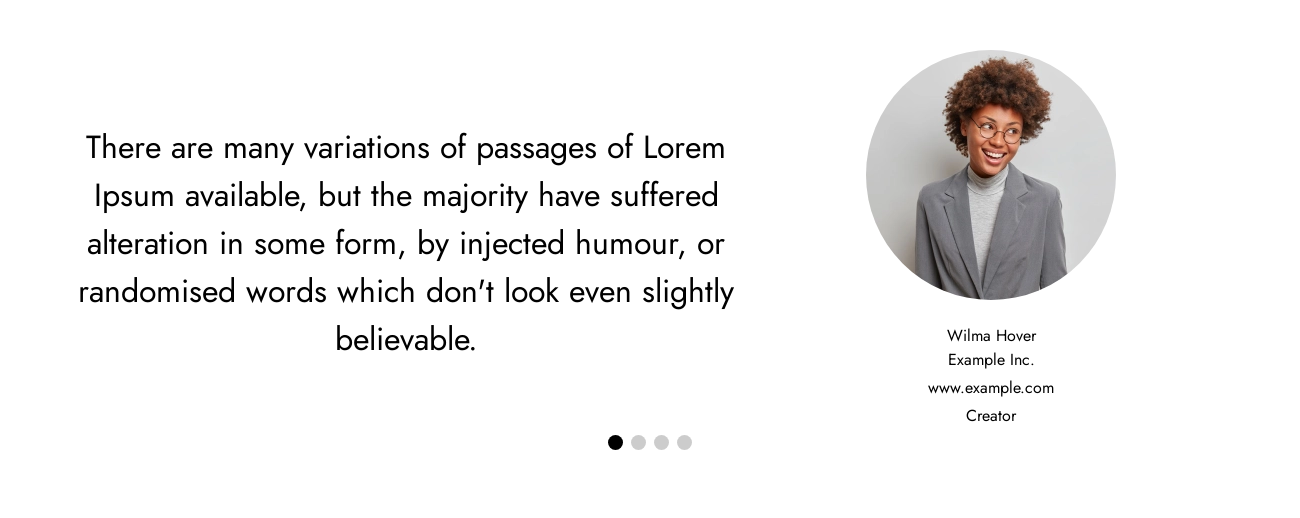 There are many variations of passages of Lorem
Ipsum available, but the majority have suffered
alteration in some form, by injected humour, or
randomised words which don't look even slightly
believable.
Wilma Hover
Example Inc.
www.example.com
Creator